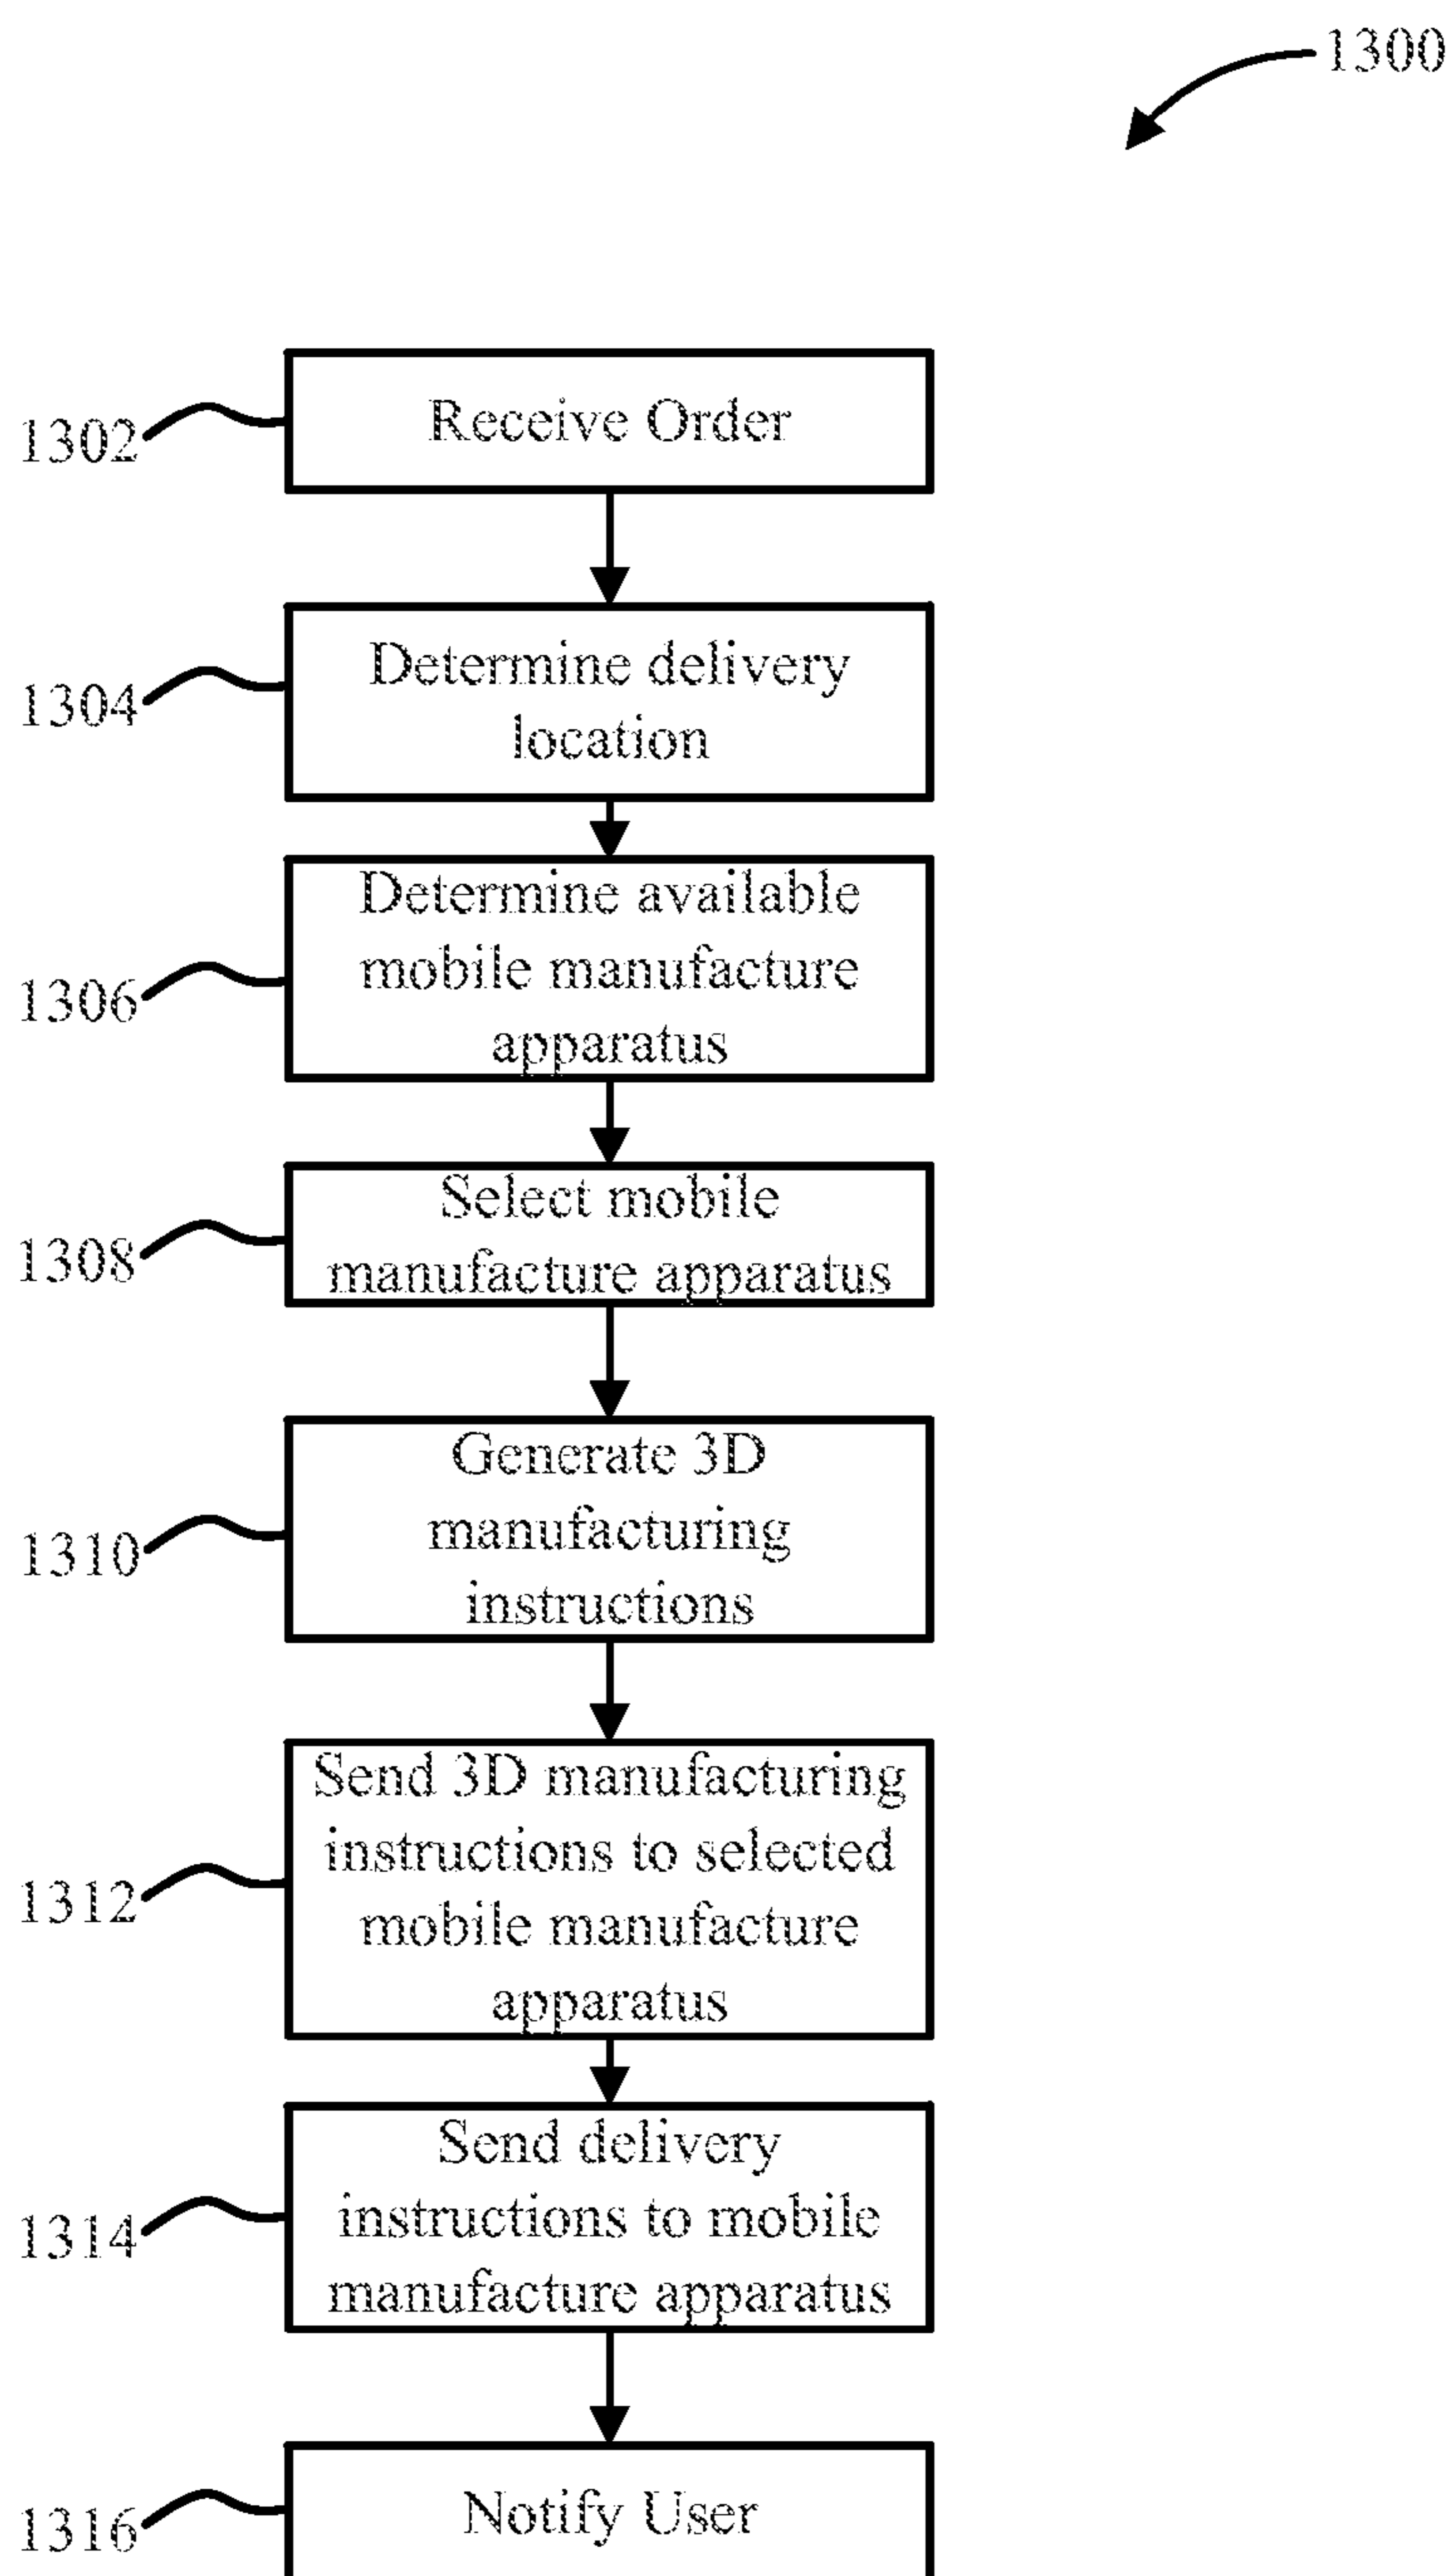 1300
1302
Receive Order
1304
Determine delivery
location
1306
Determine available
mobile manufacture
apparatus
1308
Select mobile
manufacture apparatus
1310
Generate 3D
manufacturing
instructions
1312
Send 3D manufacturing
instructions to selected
mobile manufacture
apparatus
1314
Send delivery
instructions to mobile
manufacture apparatus
1316
Notify User